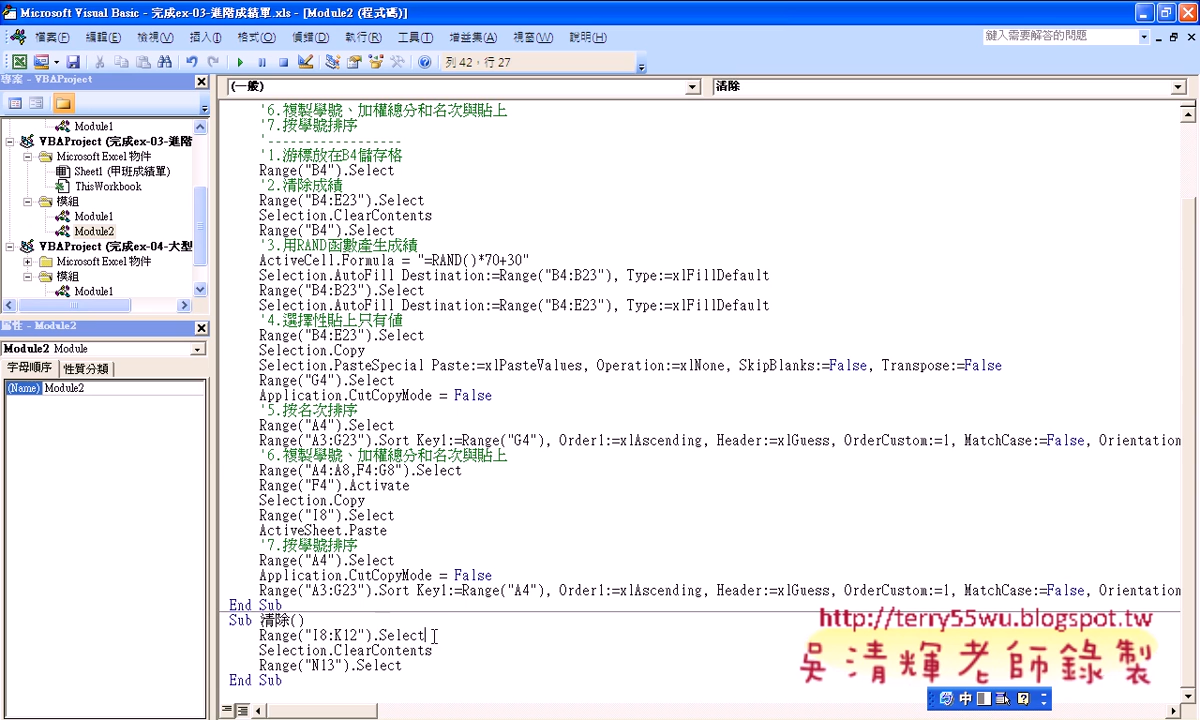 Microsoft Visual Basic - 完成ex-03-進階成績單.xls - [Module2 (程式碼)]
檔案(F) 編輯(E) 檢視(V) 插入(I) 格式(O) 偵錯(D) 執行(R) 工具(T) 增益集(A) 視窗(W) 說明(H) 鍵入需要解答的問題
列 42，行 27
專案 - VBAProject
(一般) 清除
Module1
VBAProject (完成ex-03-進階
Microsoft Excel 物件
Sheet1 (甲班成績單)
ThisWorkbook
模組
Module1
Module2
VBAProject (完成ex-04-大型
Microsoft Excel 物件
模組
Module1
屬性 - Module2
Module2 Module
字母順序 性質分類
(Name) Module2
'6.複製學號、加權總分和名次與貼上
'7.按學號排序
'------------------
'1.游標放在B4儲存格
Range("B4").Select
'2.清除成績
Range("B4:E23").Select
Selection.ClearContents
Range("B4").Select
'3.用RAND函數產生成績
ActiveCell.Formula = "=RAND()*70+30"
Selection.AutoFill Destination:=Range("B4:B23"), Type:=xlFillDefault
Range("B4:B23").Select
Selection.AutoFill Destination:=Range("B4:E23"), Type:=xlFillDefault
'4.選擇性貼上只有值
Range("B4:E23").Select
Selection.Copy
Selection.PasteSpecial Paste:=xlPasteValues, Operation:=xlNone, SkipBlanks:=False, Transpose:=False
Range("G4").Select
Application.CutCopyMode = False
'5.按名次排序
Range("A4").Select
Range("A3:G23").Sort Key1:=Range("G4"), Order1:=xlAscending, Header:=xlGuess, OrderCustom:=1, MatchCase:=False, Orientation
'6.複製學號、加權總分和名次與貼上
Range("A4:A8,F4:G8").Select
Range("F4").Activate
Selection.Copy
Range("I8").Select
ActiveSheet.Paste
'7.按學號排序
Range("A4").Select
Application.CutCopyMode = False
Range("A3:G23").Sort Key1:=Range("A4"), Order1:=xlAscending, Header:=xlGuess, OrderCustom:=1, MatchCase:=False, Orientation
End Sub
Sub 清除()
Range("I8:K12").Select
Selection.ClearContents
Range("N13").Select
End Sub
http://terry55wu.blogspot.tw
吳清輝老師錄製
中